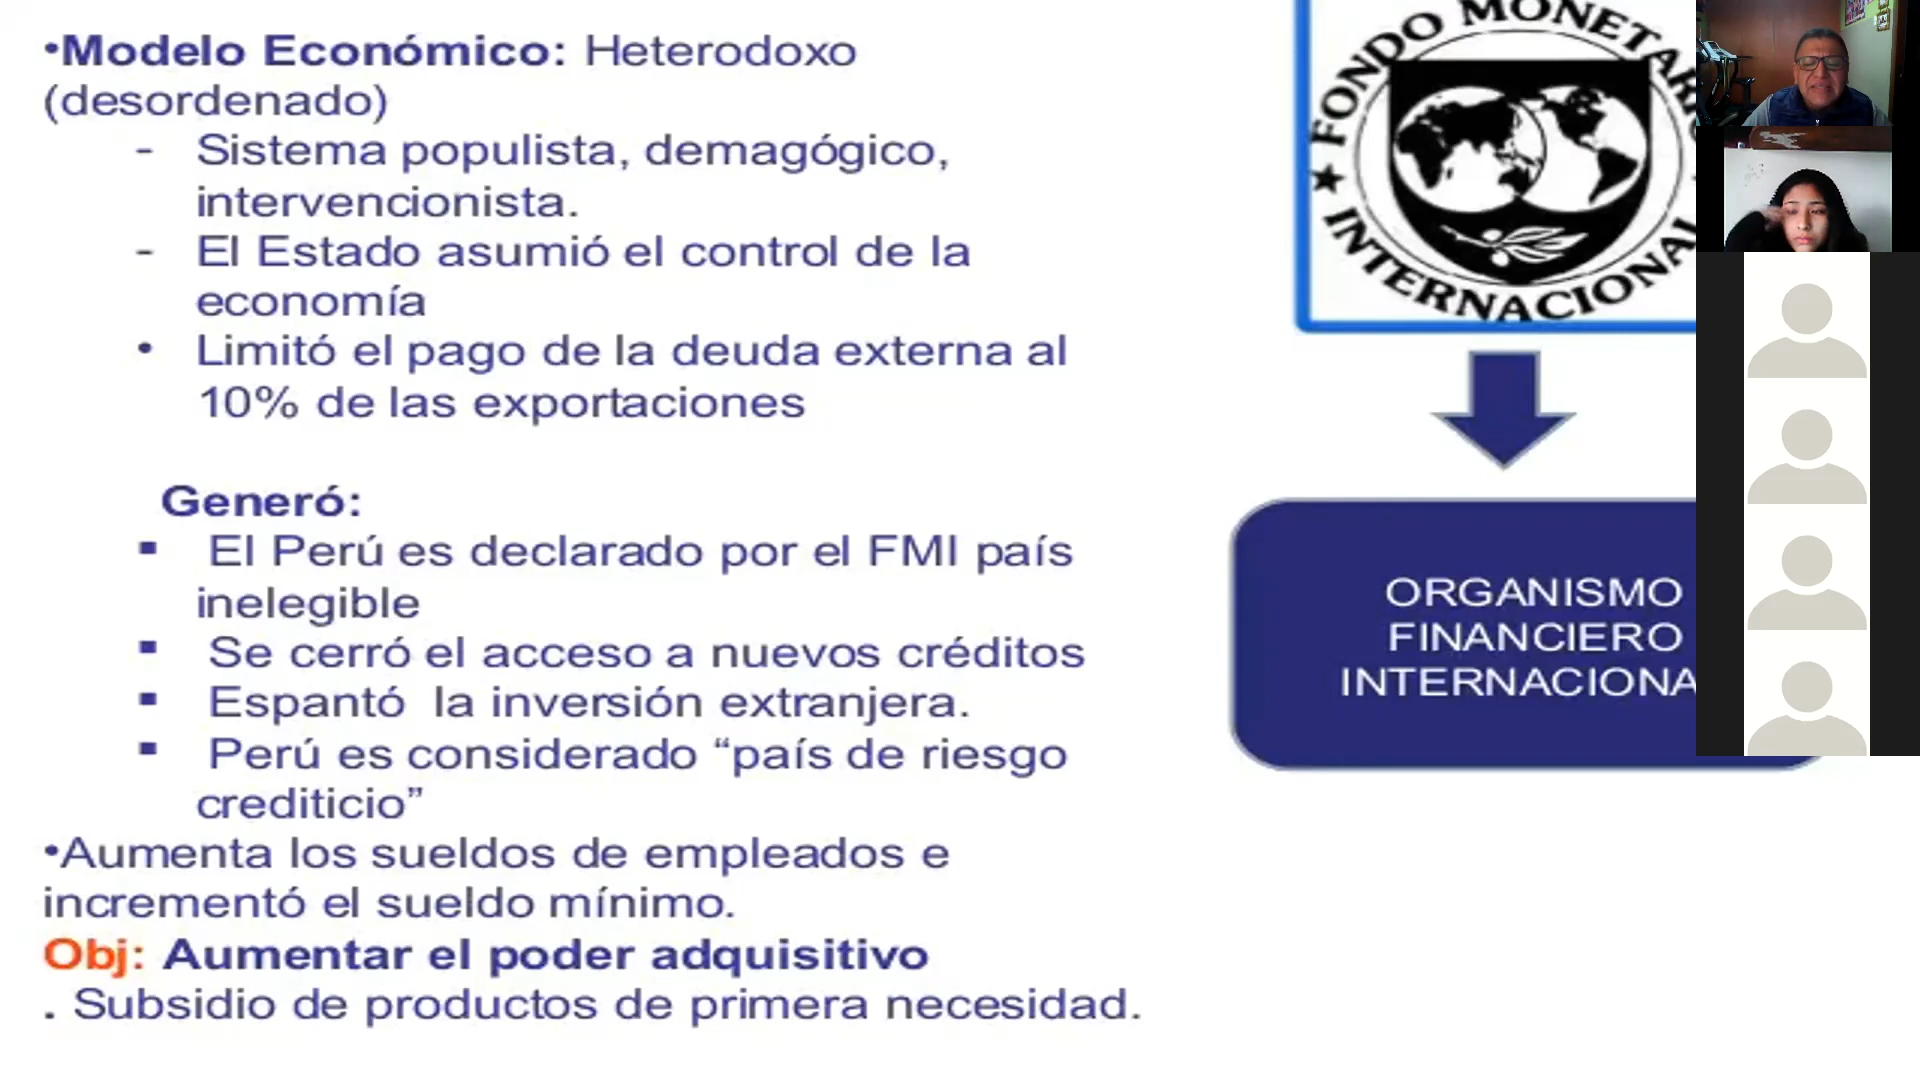 •Modelo Económico: Heterodoxo
(desordenado)
- Sistema populista, demagógico,
intervencionista.
- El Estado asumió el control de la
economía
• Limitó el pago de la deuda externa al
10% de las exportaciones
Generó:
▪ El Perú es declarado por el FMI país
inelegible
▪ Se cerró el acceso a nuevos créditos
▪ Espantó la inversión extranjera.
▪ Perú es considerado “país de riesgo
crediticio”
•Aumenta los sueldos de empleados e
incrementó el sueldo mínimo.
Obj: Aumentar el poder adquisitivo
. Subsidio de productos de primera necesidad.
FONDO MONETAR
★ INTERNACIONAL
ORGANISMO
FINANCIERO
INTERNACIONA